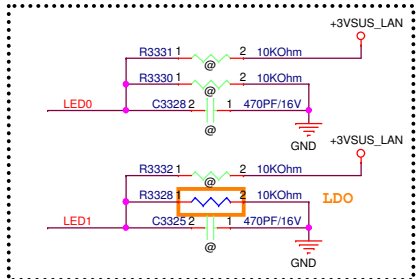 +3VSUS_LAN
R3331 1 2 10KOhm
@
R3330 1 2 10KOhm
@
LED0 C3328 2 1 470PF/16V
@
GND
+3VSUS_LAN
R3332 1 2 10KOhm
@
R3328 1 2 10KOhm LDO
LED1 C3325 2 1 470PF/16V
@
GND